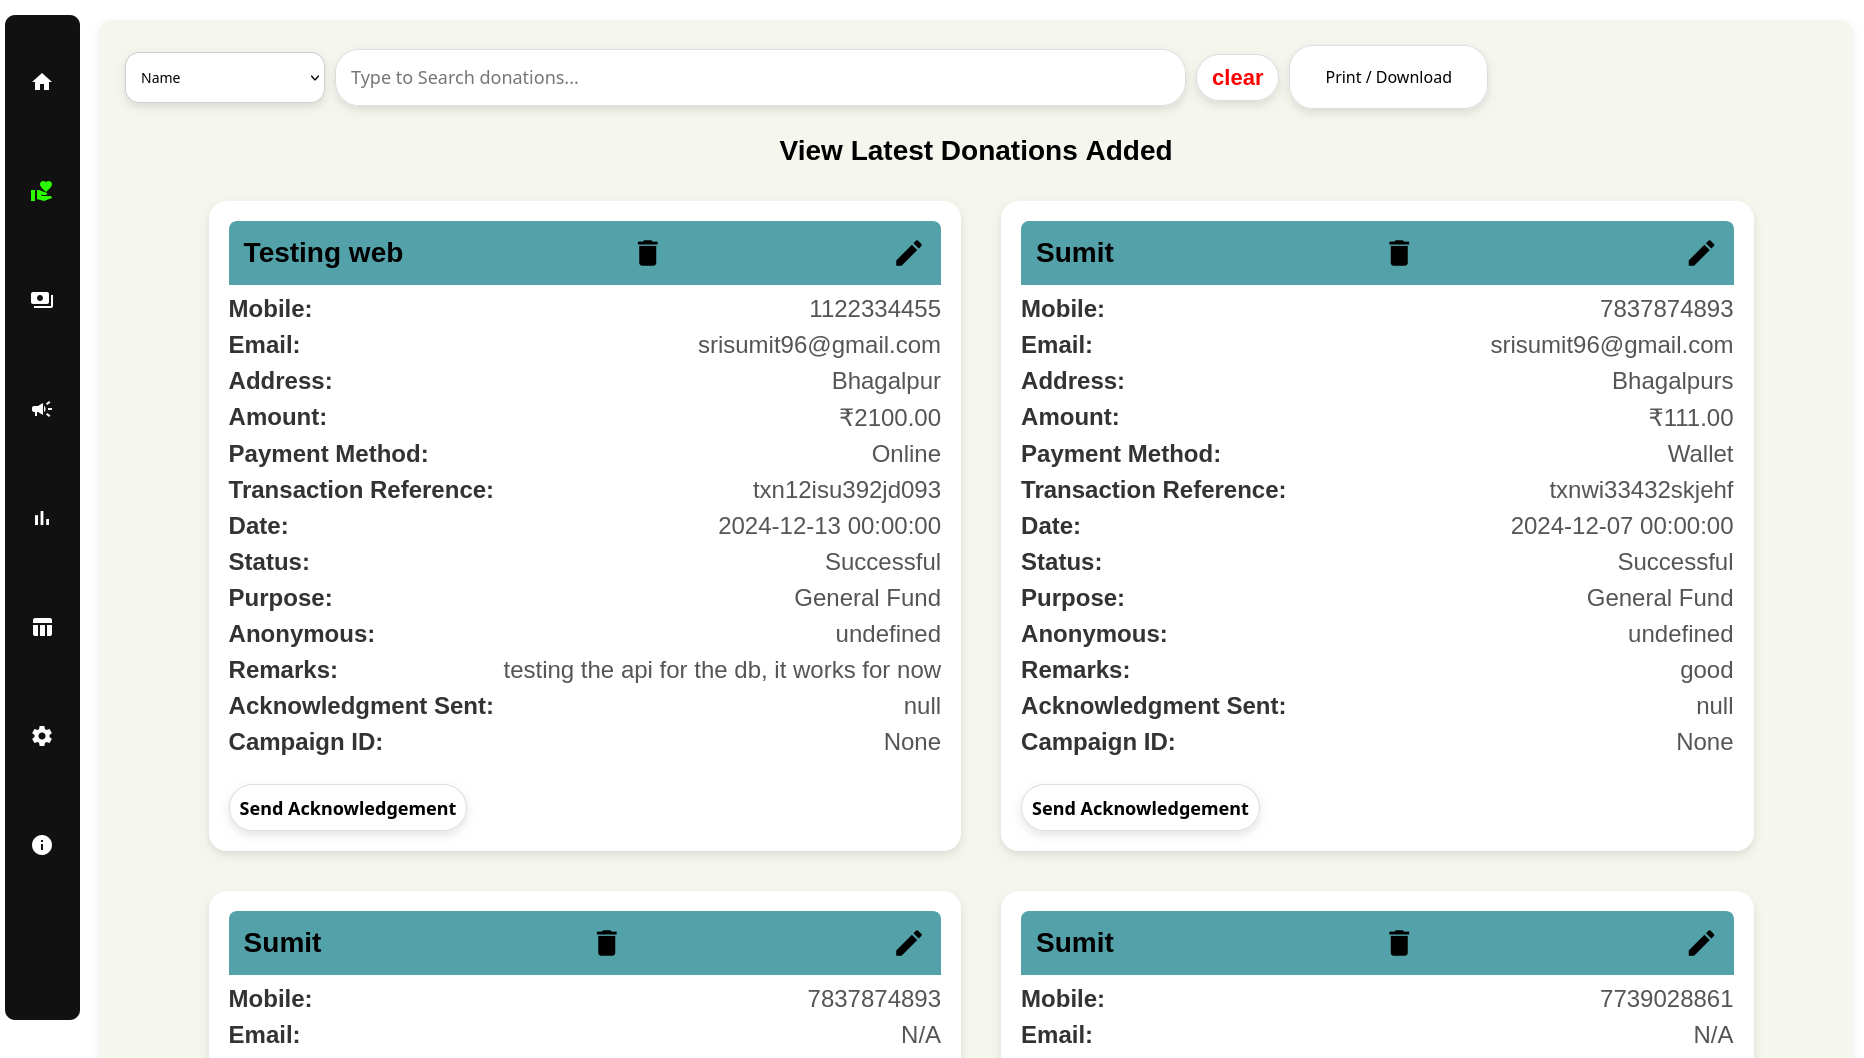 Name
Type to Search donations...
clear
Print / Download
View Latest Donations Added
Testing web
Mobile: 1122334455
Email: srisumit96@gmail.com
Address: Bhagalpur
Amount: ₹2100.00
Payment Method: Online
Transaction Reference: txn12isu392jd093
Date: 2024-12-13 00:00:00
Status: Successful
Purpose: General Fund
Anonymous: undefined
Remarks: testing the api for the db, it works for now
Acknowledgment Sent: null
Campaign ID: None
Send Acknowledgement
Sumit
Mobile: 7837874893
Email: srisumit96@gmail.com
Address: Bhagalpurs
Amount: ₹111.00
Payment Method: Wallet
Transaction Reference: txnwi33432skjehf
Date: 2024-12-07 00:00:00
Status: Successful
Purpose: General Fund
Anonymous: undefined
Remarks: good
Acknowledgment Sent: null
Campaign ID: None
Send Acknowledgement
Sumit
Mobile: 7837874893
Email: N/A
Sumit
Mobile: 7739028861
Email: N/A